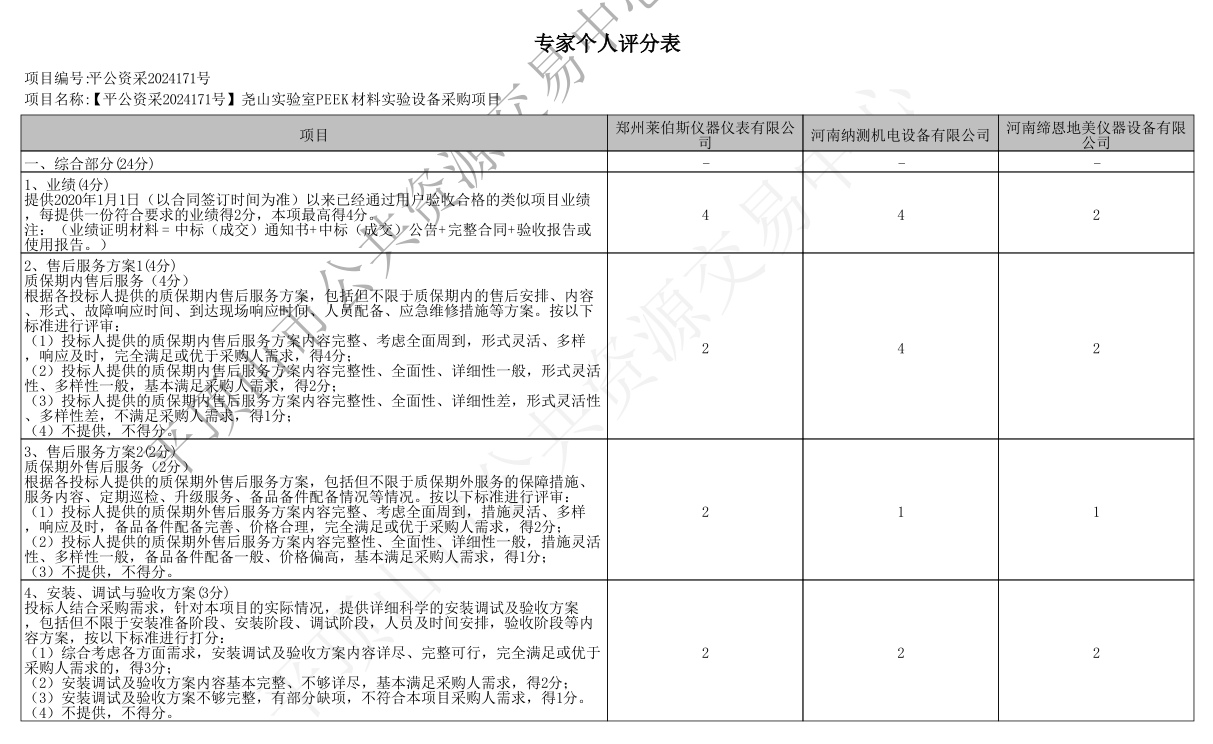 专家个人评分表
项目编号:平公资采2024171号
项目名称:【平公资采2024171号】尧山实验室PEEK材料实验设备采购项目
项目
郑州莱伯斯仪器仪表有限公
司
河南纳测机电设备有限公司
河南缔恩地美仪器设备有限
公司
一、综合部分(24分)
-
-
-
1、业绩(4分)
提供2020年1月1日（以合同签订时间为准）以来已经通过用户验收合格的类似项目业绩
，每提供一份符合要求的业绩得2分，本项最高得4分。
注：（业绩证明材料＝中标（成交）通知书+中标（成交）公告+完整合同+验收报告或
使用报告。）
4
4
2
2、售后服务方案1(4分)
质保期内售后服务（4分）
根据各投标人提供的质保期内售后服务方案，包括但不限于质保期内的售后安排、内容
、形式、故障响应时间、到达现场响应时间、人员配备、应急维修措施等方案。按以下
标准进行评审：
（1）投标人提供的质保期内售后服务方案内容完整、考虑全面周到，形式灵活、多样
，响应及时，完全满足或优于采购人需求，得4分；
（2）投标人提供的质保期内售后服务方案内容完整性、全面性、详细性一般，形式灵活
性、多样性一般，基本满足采购人需求，得2分；
（3）投标人提供的质保期内售后服务方案内容完整性、全面性、详细性差，形式灵活性
、多样性差，不满足采购人需求，得1分；
（4）不提供，不得分。
2
4
2
3、售后服务方案2(2分)
质保期外售后服务（2分）
根据各投标人提供的质保期外售后服务方案，包括但不限于质保期外服务的保障措施、
服务内容、定期巡检、升级服务、备品备件配备情况等情况。按以下标准进行评审：
（1）投标人提供的质保期外售后服务方案内容完整、考虑全面周到，措施灵活、多样
，响应及时，备品备件配备完善、价格合理，完全满足或优于采购人需求，得2分；
（2）投标人提供的质保期外售后服务方案内容完整性、全面性、详细性一般，措施灵活
性、多样性一般，备品备件配备一般、价格偏高，基本满足采购人需求，得1分；
（3）不提供，不得分。
2
1
1
4、安装、调试与验收方案(3分)
投标人结合采购需求，针对本项目的实际情况，提供详细科学的安装调试及验收方案
，包括但不限于安装准备阶段、安装阶段、调试阶段，人员及时间安排，验收阶段等内
容方案，按以下标准进行打分：
（1）综合考虑各方面需求，安装调试及验收方案内容详尽、完整可行，完全满足或优于
采购人需求的，得3分；
（2）安装调试及验收方案内容基本完整、不够详尽，基本满足采购人需求，得2分；
（3）安装调试及验收方案不够完整，有部分缺项，不符合本项目采购人需求，得1分。
（4）不提供，不得分。
2
2
2
平顶山市公共资源交易中心
平顶山市公共资源交易中心